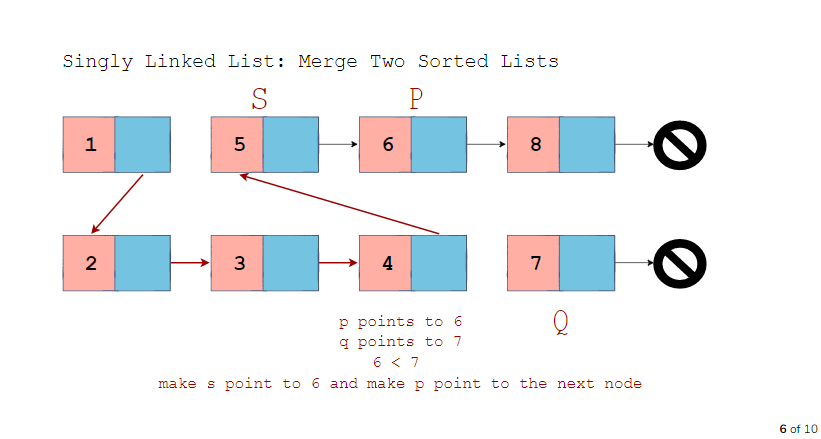 Singly Linked List: Merge Two Sorted Lists
S P
1 5 6 8
2 3 4 7
Q
p points to 6
q points to 7
6 < 7
make s point to 6 and make p point to the next node
6 of 10